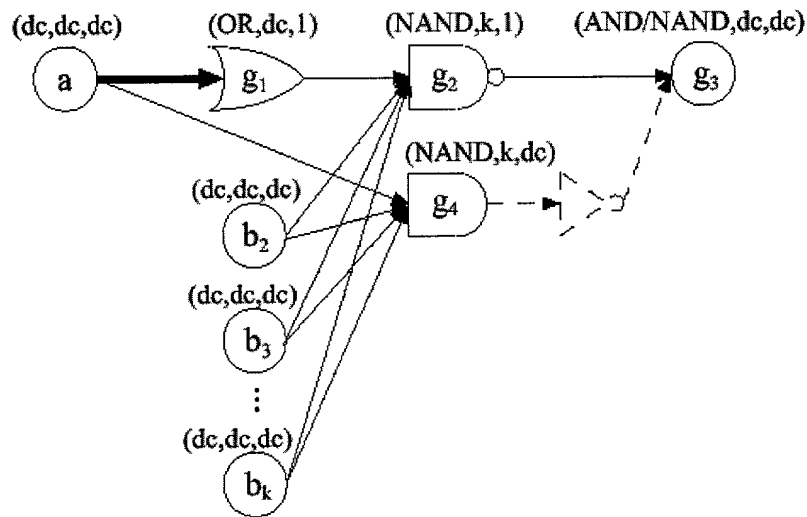 (dc,dc,dc) (OR,dc,1) (NAND,k,1) (AND/NAND,dc,dc)
a g₁ g₂ g₃
(NAND,k,dc)
(dc,dc,dc) g₄
b₂
(dc,dc,dc)
b₃
⋮
(dc,dc,dc)
bₖ